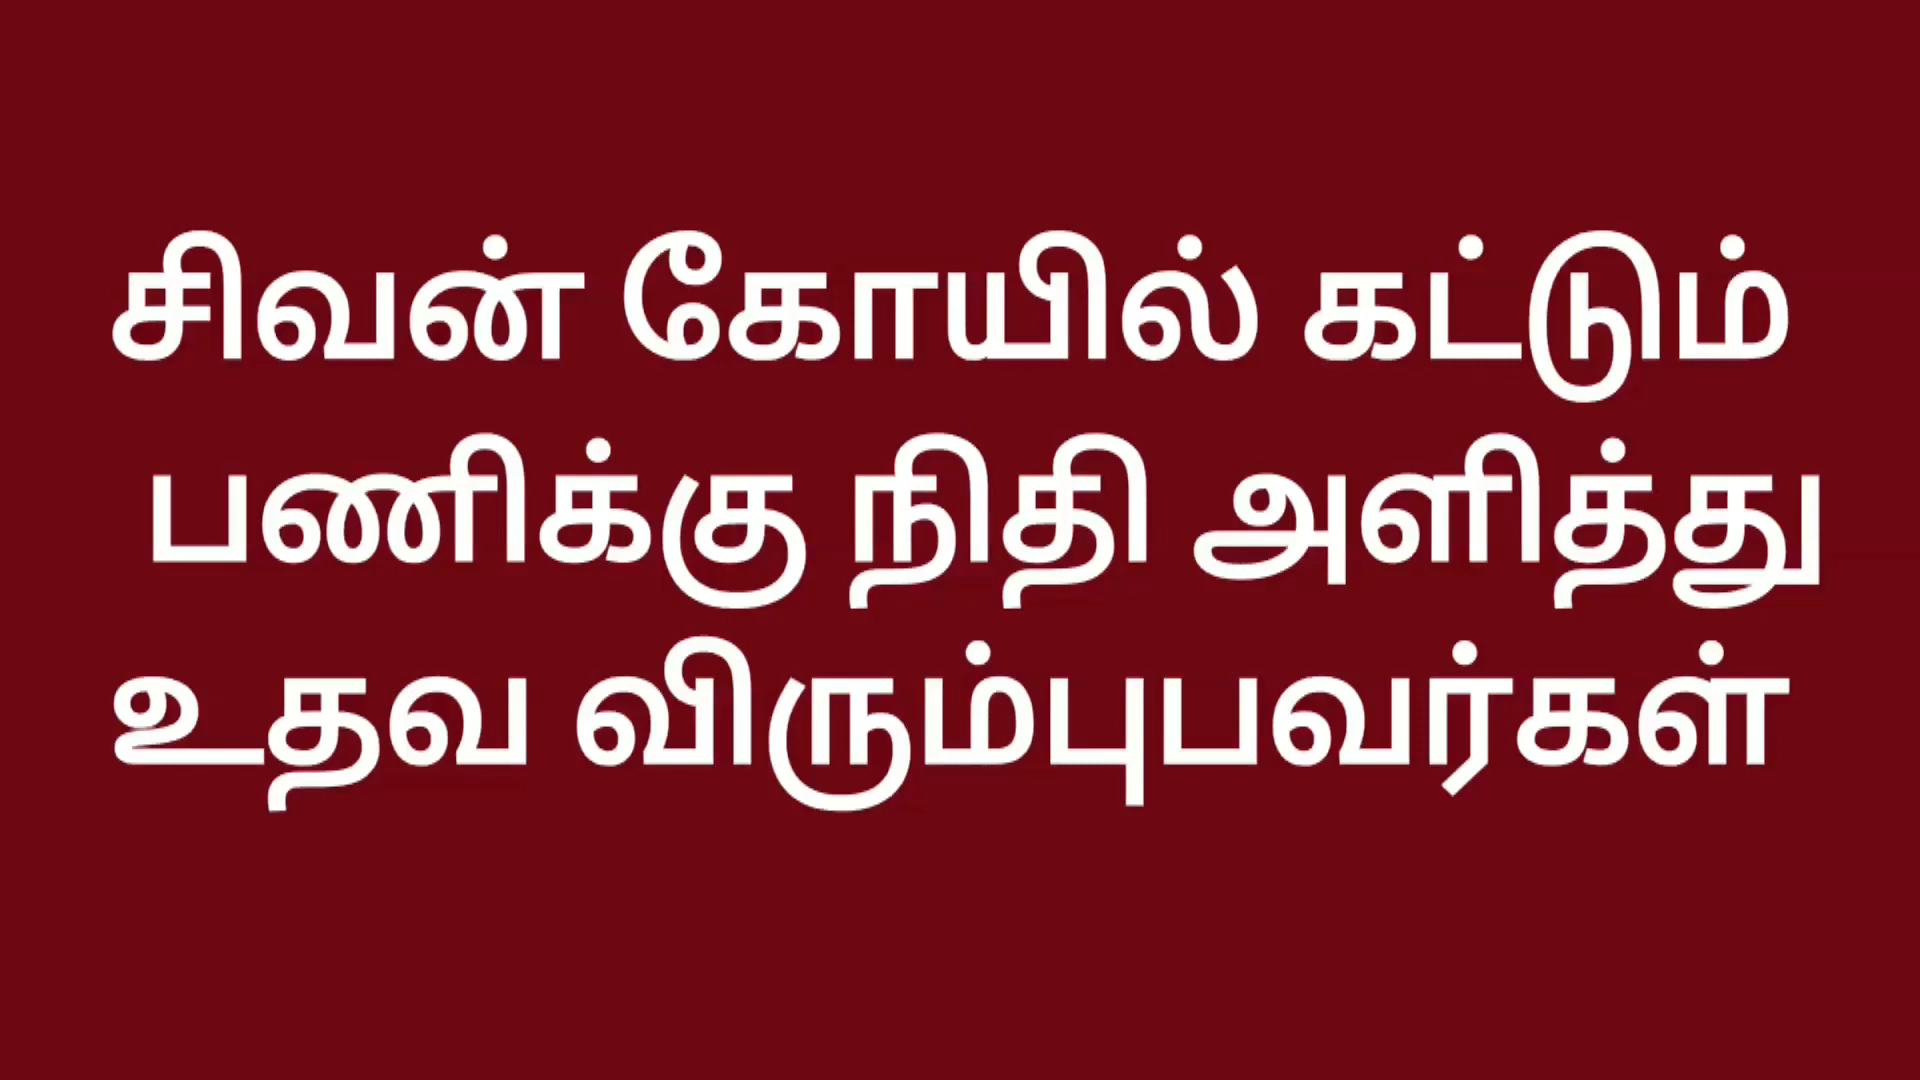 சிவன் கோயில் கட்டும்
பணிக்கு நிதி அளித்து
உதவ விரும்புபவர்கள்